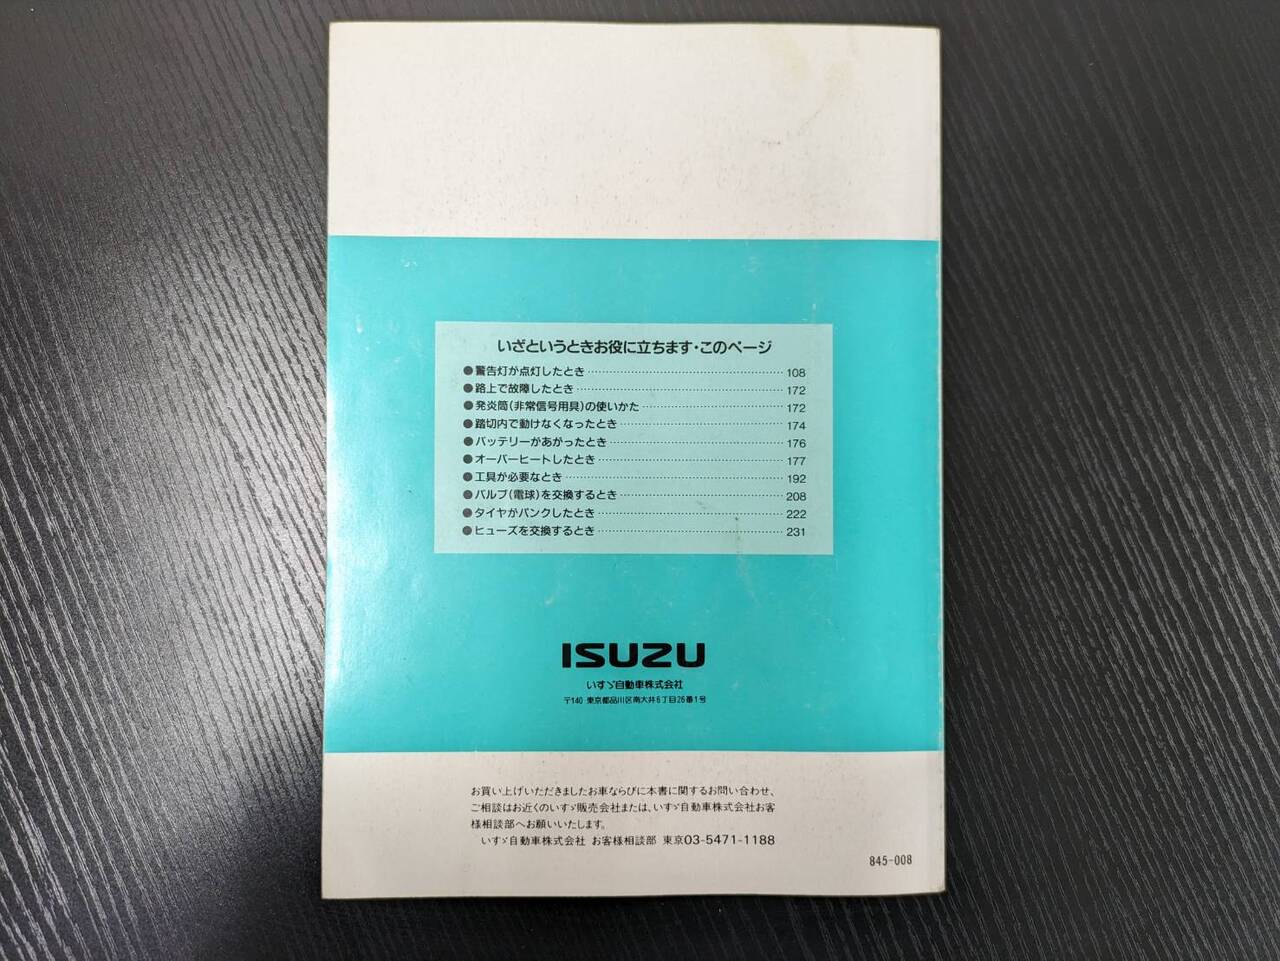 いざというときお役に立ちます・このページ
●警告灯が点灯したとき 108
●路上で故障したとき 172
●発炎筒(非常信号用具)の使いかた 172
●踏切内で動けなくなったとき 174
●バッテリーがあがったとき 176
●オーバーヒートしたとき 177
●工具が必要なとき 192
●バルブ(電球)を交換するとき 208
●タイヤがパンクしたとき 222
●ヒューズを交換するとき 231
ISUZU
いすゞ自動車株式会社
〒140 東京都品川区南大井6丁目26番1号
お買い上げいただきましたお車ならびに本書に関するお問い合わせ、
ご相談はお近くのいすゞ販売会社または、いすゞ自動車株式会社お客
様相談部へお願いいたします。
いすゞ自動車株式会社 お客様相談部 東京03-5471-1188
845-008